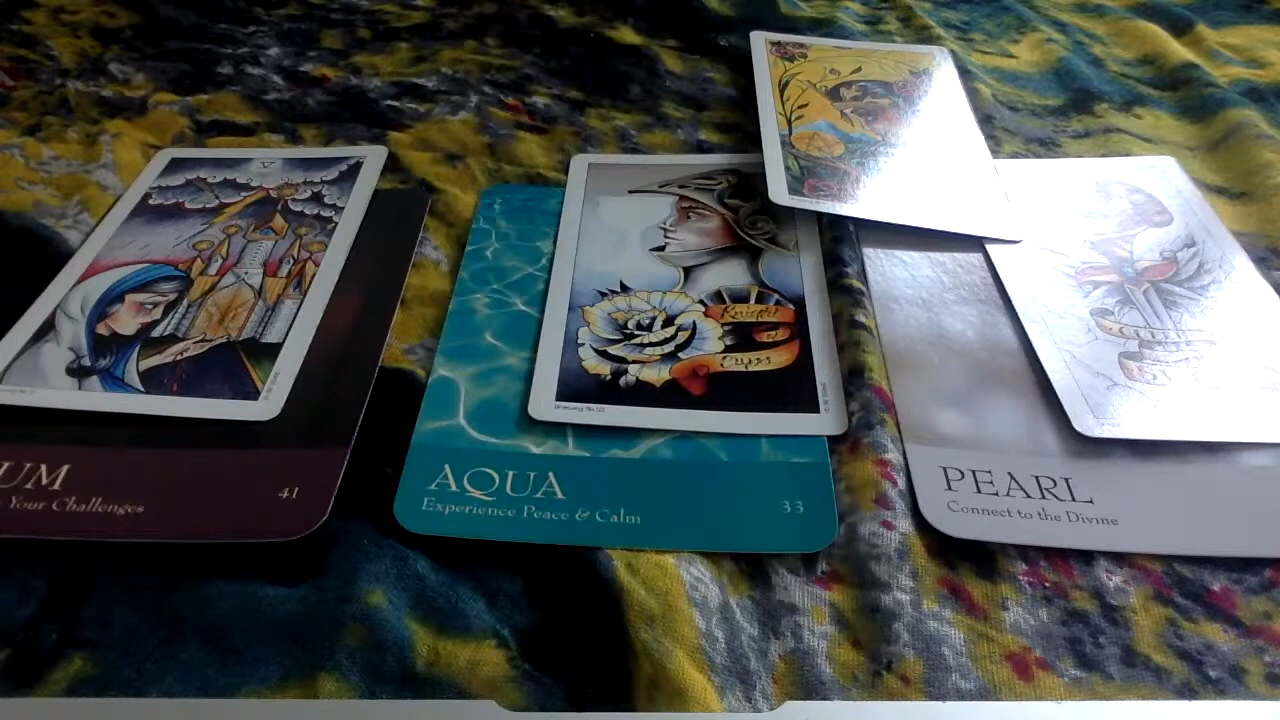 V
UM
Your Challenges
41
Knight
of
Cups
AQUA
Experience Peace & Calm
33
PEARL
Connect to the Divine